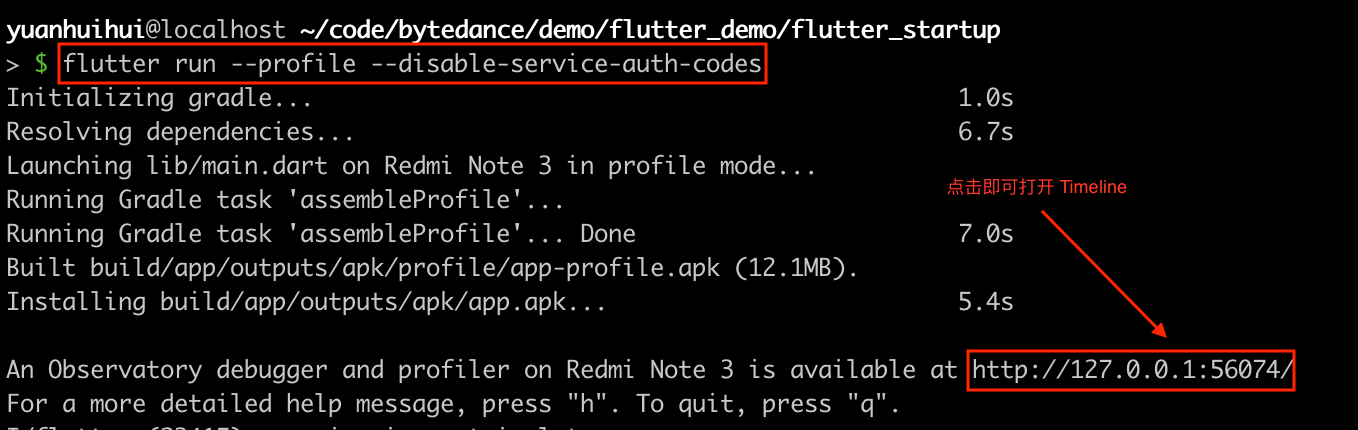 yuanhuihui@localhost ~/code/bytedance/demo/flutter_demo/flutter_startup
> $ flutter run --profile --disable-service-auth-codes
Initializing gradle... 1.0s
Resolving dependencies... 6.7s
Launching lib/main.dart on Redmi Note 3 in profile mode...
点击即可打开 Timeline
Running Gradle task 'assembleProfile'...
Running Gradle task 'assembleProfile'... Done 7.0s
Built build/app/outputs/apk/profile/app-profile.apk (12.1MB).
Installing build/app/outputs/apk/app.apk... 5.4s
An Observatory debugger and profiler on Redmi Note 3 is available at http://127.0.0.1:56074/
For a more detailed help message, press "h". To quit, press "q".